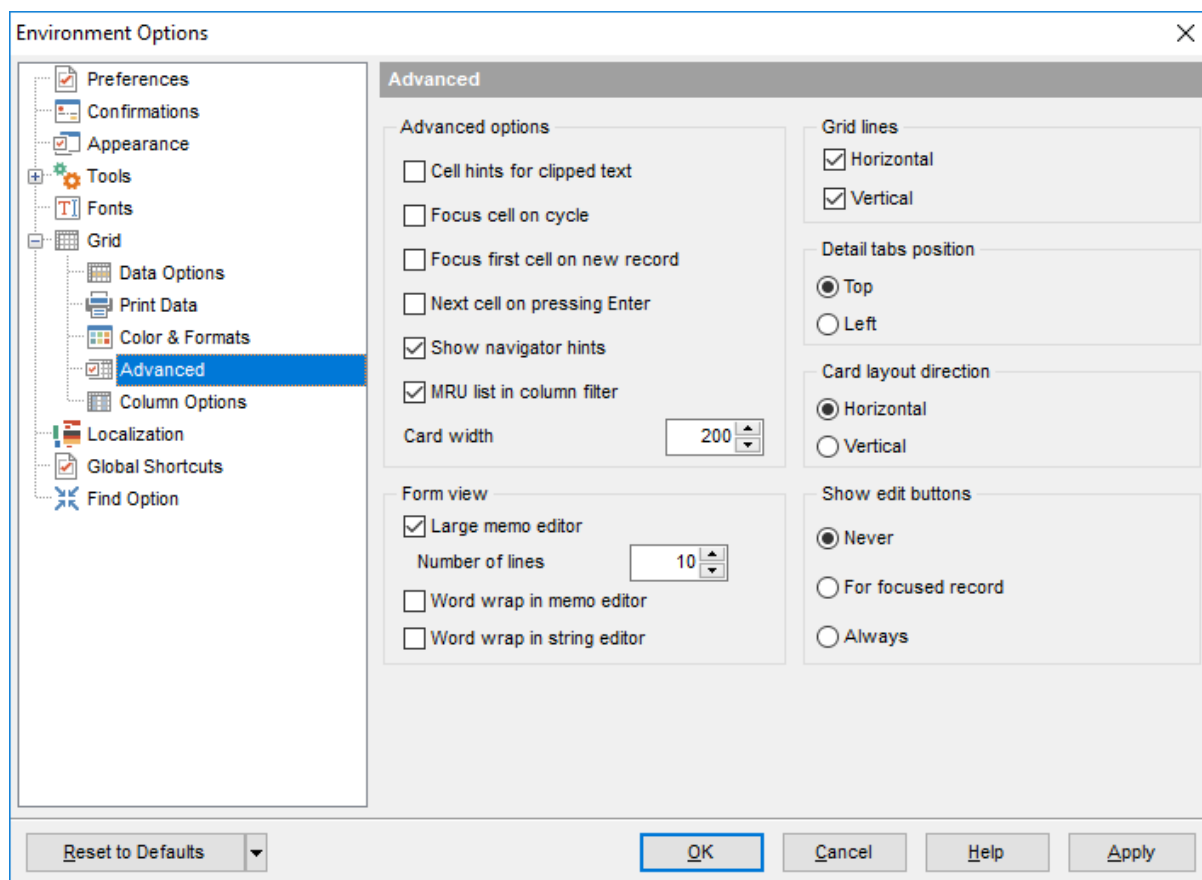 Environment Options
Preferences
Confirmations
Appearance
Tools
Fonts
Grid
Data Options
Print Data
Color & Formats
Advanced
Column Options
Localization
Global Shortcuts
Find Option
Advanced
Advanced options
Cell hints for clipped text
Focus cell on cycle
Focus first cell on new record
Next cell on pressing Enter
Show navigator hints
MRU list in column filter
Card width 200
Form view
Large memo editor
Number of lines 10
Word wrap in memo editor
Word wrap in string editor
Grid lines
Horizontal
Vertical
Detail tabs position
Top
Left
Card layout direction
Horizontal
Vertical
Show edit buttons
Never
For focused record
Always
Reset to Defaults OK Cancel Help Apply